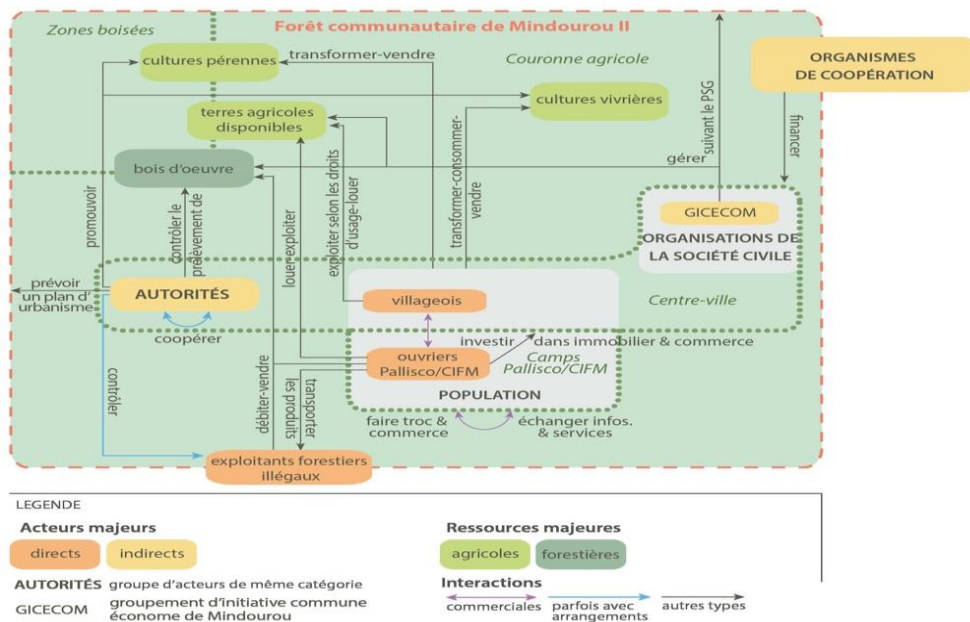 Forêt communautaire de Mindourou II
Zones boisées
cultures pérennes
transformer-vendre
Couronne agricole
ORGANISMES
DE COOPÉRATION
cultures vivrières
terres agricoles
disponibles
suivant le PSG
financer
bois d'oeuvre
gérer
promouvoir
contrôler le
prélèvement de
louer-exploiter
exploiter selon les droits
d'usage-louer
transformer-consommer-
vendre
GICECOM
ORGANISATIONS DE
LA SOCIÉTÉ CIVILE
prévoir
un plan d'
urbanisme
AUTORITÉS
coopérer
villageois
Centre-ville
investir
dans immobilier & commerce
ouvriers
Pallisco/CIFM
Camps
Pallisco/CIFM
POPULATION
contrôler
débiter-vendre
transporter
les produits
faire troc &
commerce
échanger infos.
& services
exploitants forestiers
illégaux
LEGENDE
Acteurs majeurs
directs
indirects
AUTORITÉS groupe d'acteurs de même catégorie
GICECOM groupement d'initiative commune
économe de Mindourou
Ressources majeures
agricoles
forestières
Interactions
commerciales
parfois avec
arrangements
autres types